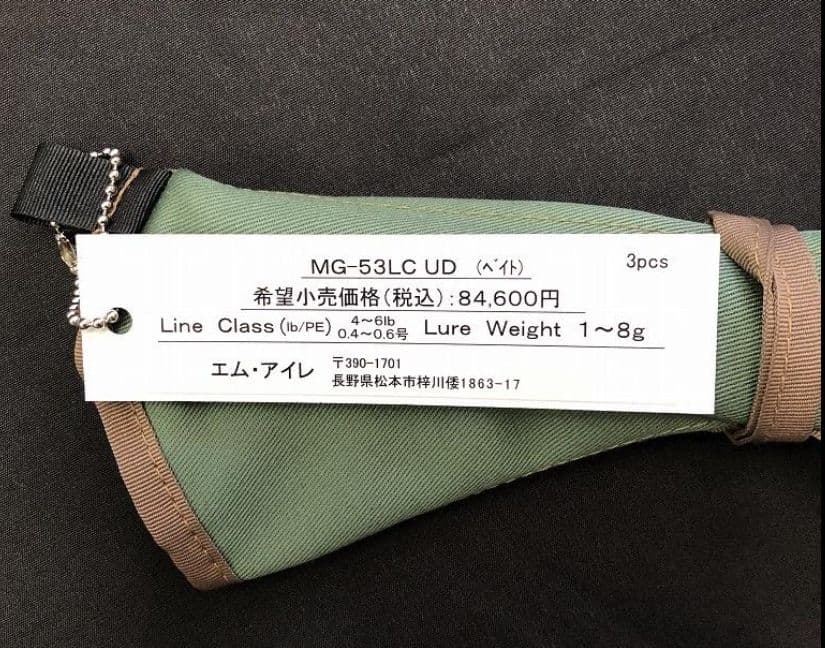 MG-53LC UD (ﾍﾞｲﾄ) 3pcs
希望小売価格(税込):84,600円
Line Class(lb/PE) 4〜6lb 0.4〜0.6号 Lure Weight 1〜8g
エム・アイレ 〒390-1701
長野県松本市梓川倭1863-17